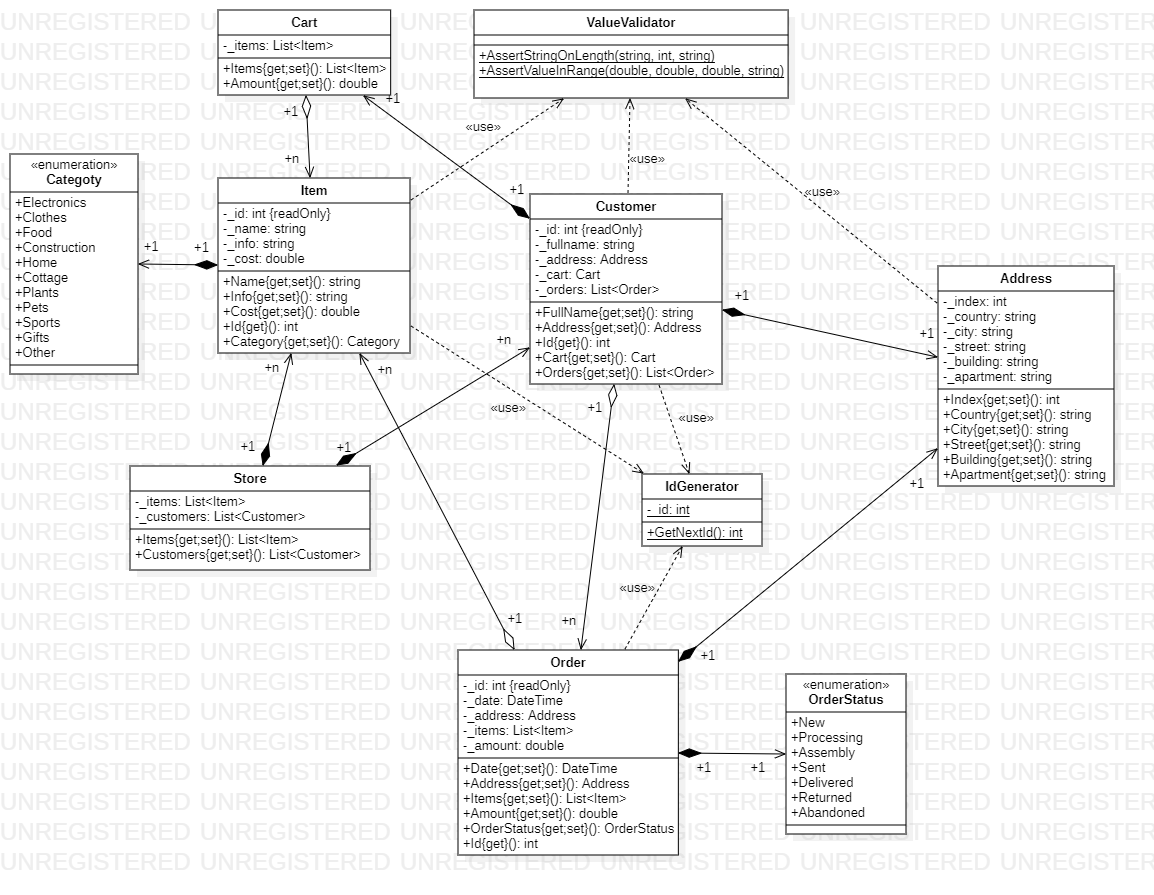 Cart
-_items: List<Item>
+Items{get;set}(): List<Item>
+Amount{get;set}(): double
ValueValidator
+AssertStringOnLength(string, int, string)
+AssertValueInRange(double, double, double, string)
+1
+1
«use»
+n
«use»
«enumeration»
Categoty
+Electronics
+Clothes
+Food
+Construction
+Home
+Cottage
+Plants
+Pets
+Sports
+Gifts
+Other
+1
+1
Item
-_id: int {readOnly}
-_name: string
-_info: string
-_cost: double
+Name{get;set}(): string
+Info{get;set}(): string
+Cost{get;set}(): double
+Id{get}(): int
+Category{get;set}(): Category
+1
Customer
-_id: int {readOnly}
-_fullname: string
-_address: Address
-_cart: Cart
-_orders: List<Order>
+FullName{get;set}(): string
+Address{get;set}(): Address
+Id{get}(): int
+Cart{get;set}(): Cart
+Orders{get;set}(): List<Order>
«use»
+1
+1
Address
-_index: int
-_country: string
-_city: string
-_street: string
-_building: string
-_apartment: string
+Index{get;set}(): int
+Country{get;set}(): string
+City{get;set}(): string
+Street{get;set}(): string
+Building{get;set}(): string
+Apartment{get;set}(): string
+n
+n
+n
«use»
+1
«use»
+1
+1
+1
Store
-_items: List<Item>
-_customers: List<Customer>
+Items{get;set}(): List<Item>
+Customers{get;set}(): List<Customer>
IdGenerator
-_id: int
+GetNextId(): int
«use»
+1
+n
+1
Order
-_id: int {readOnly}
-_date: DateTime
-_address: Address
-_items: List<Item>
-_amount: double
+Date{get;set}(): DateTime
+Address{get;set}(): Address
+Items{get;set}(): List<Item>
+Amount{get;set}(): double
+OrderStatus{get;set}(): OrderStatus
+Id{get}(): int
+1
+1
«enumeration»
OrderStatus
+New
+Processing
+Assembly
+Sent
+Delivered
+Returned
+Abandoned
UNREGISTERED UNREGISTERED UNREGISTERED UNREGISTERED UNREGISTERED UNREGISTERED